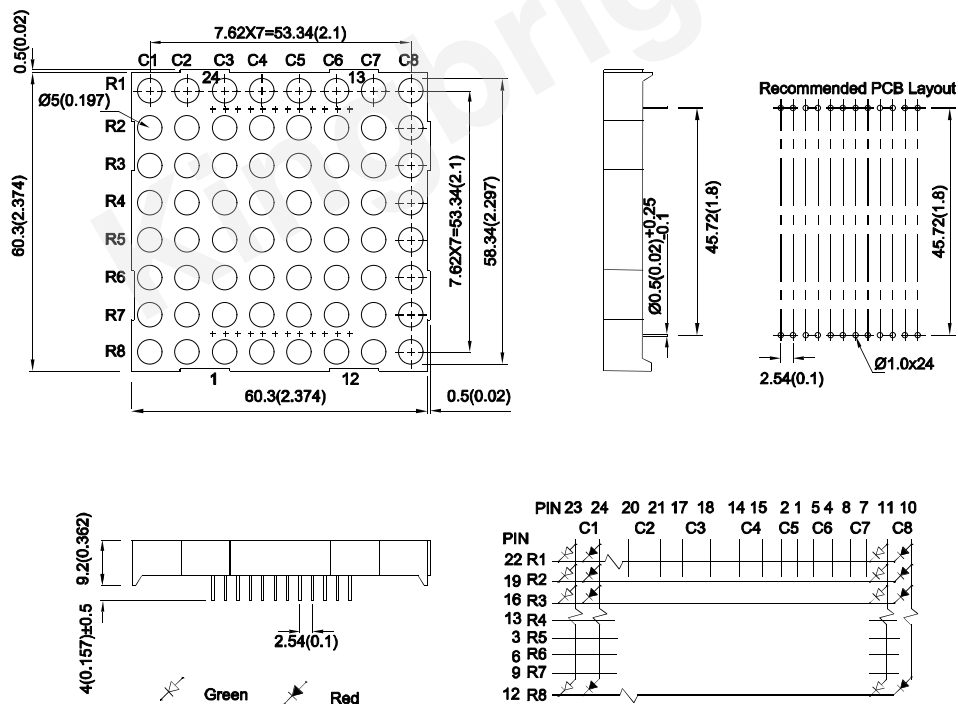 7.62X7=53.34(2.1)
0.5(0.02)
C1 C2 C3 C4 C5 C6 C7 C8
24 13
R1
Ø5(0.197)
R2
R3
R4
R5
R6
R7
R8
60.3(2.374)
7.62X7=53.34(2.1)
58.34(2.297)
1 12
60.3(2.374)
0.5(0.02)
Ø0.5(0.02)+0.25
-0.1
45.72(1.8)
Recommended PCB Layout
45.72(1.8)
Ø1.0x24
2.54(0.1)
Kingbrig
9.2(0.362)
4(0.157)±0.5
2.54(0.1)
Green Red
PIN 23 24 20 21 17 18 14 15 2 1 5 4 8 7 11 10
C1 C2 C3 C4 C5 C6 C7 C8
PIN
22 R1
19 R2
16 R3
13 R4
3 R5
6 R6
9 R7
12 R8